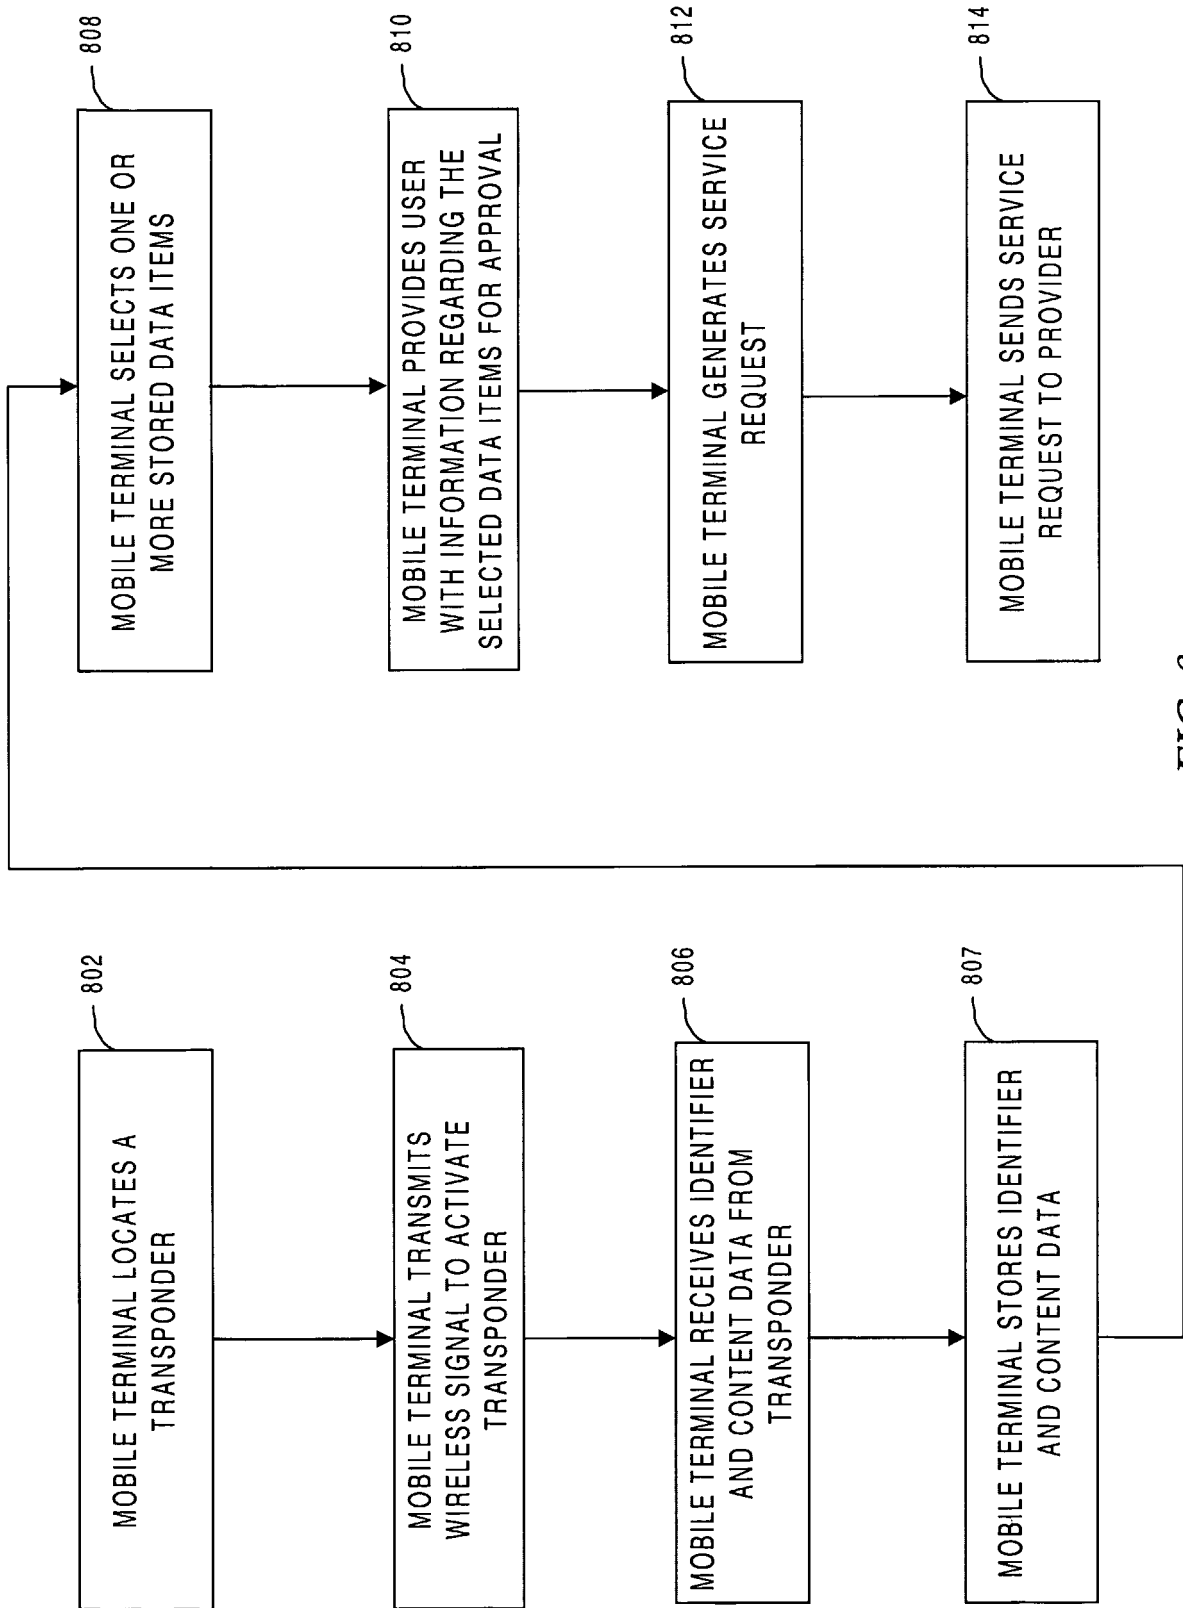 802
MOBILE TERMINAL LOCATES A
TRANSPONDER
804
MOBILE TERMINAL TRANSMITS
WIRELESS SIGNAL TO ACTIVATE
TRANSPONDER
806
MOBILE TERMINAL RECEIVES IDENTIFIER
AND CONTENT DATA FROM
TRANSPONDER
807
MOBILE TERMINAL STORES IDENTIFIER
AND CONTENT DATA
808
MOBILE TERMINAL SELECTS ONE OR
MORE STORED DATA ITEMS
810
MOBILE TERMINAL PROVIDES USER
WITH INFORMATION REGARDING THE
SELECTED DATA ITEMS FOR APPROVAL
812
MOBILE TERMINAL GENERATES SERVICE
REQUEST
814
MOBILE TERMINAL SENDS SERVICE
REQUEST TO PROVIDER
FIG.